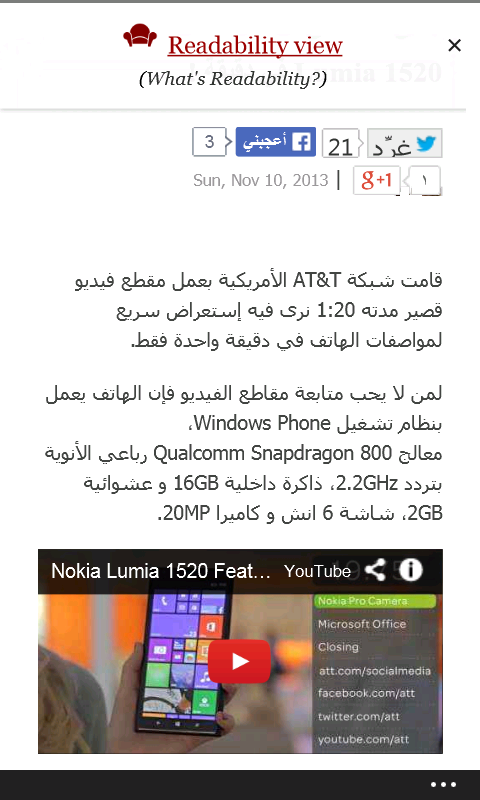 Readability view
×
(What's Readability?)
Lumia 1520
3 أعجبني 21 غرّد
Sun, Nov 10, 2013 | g+1 ١
قامت شبكة AT&T الأمريكية بعمل مقطع فيديو
قصير مدته 1:20 نرى فيه إستعراض سريع
لمواصفات الهاتف في دقيقة واحدة فقط.
لمن لا يحب متابعة مقاطع الفيديو فإن الهاتف يعمل
بنظام تشغيل Windows Phone،
معالج Qualcomm Snapdragon 800 رباعي الأنوية
بتردد 2.2GHz، ذاكرة داخلية 16GB و عشوائية
2GB، شاشة 6 انش و كاميرا 20MP.
Nokia Lumia 1520 Feat... YouTube
Nokia Pro Camera
Microsoft Office
Closing
att.com/socialmedia
facebook.com/att
twitter.com/att
youtube.com/att